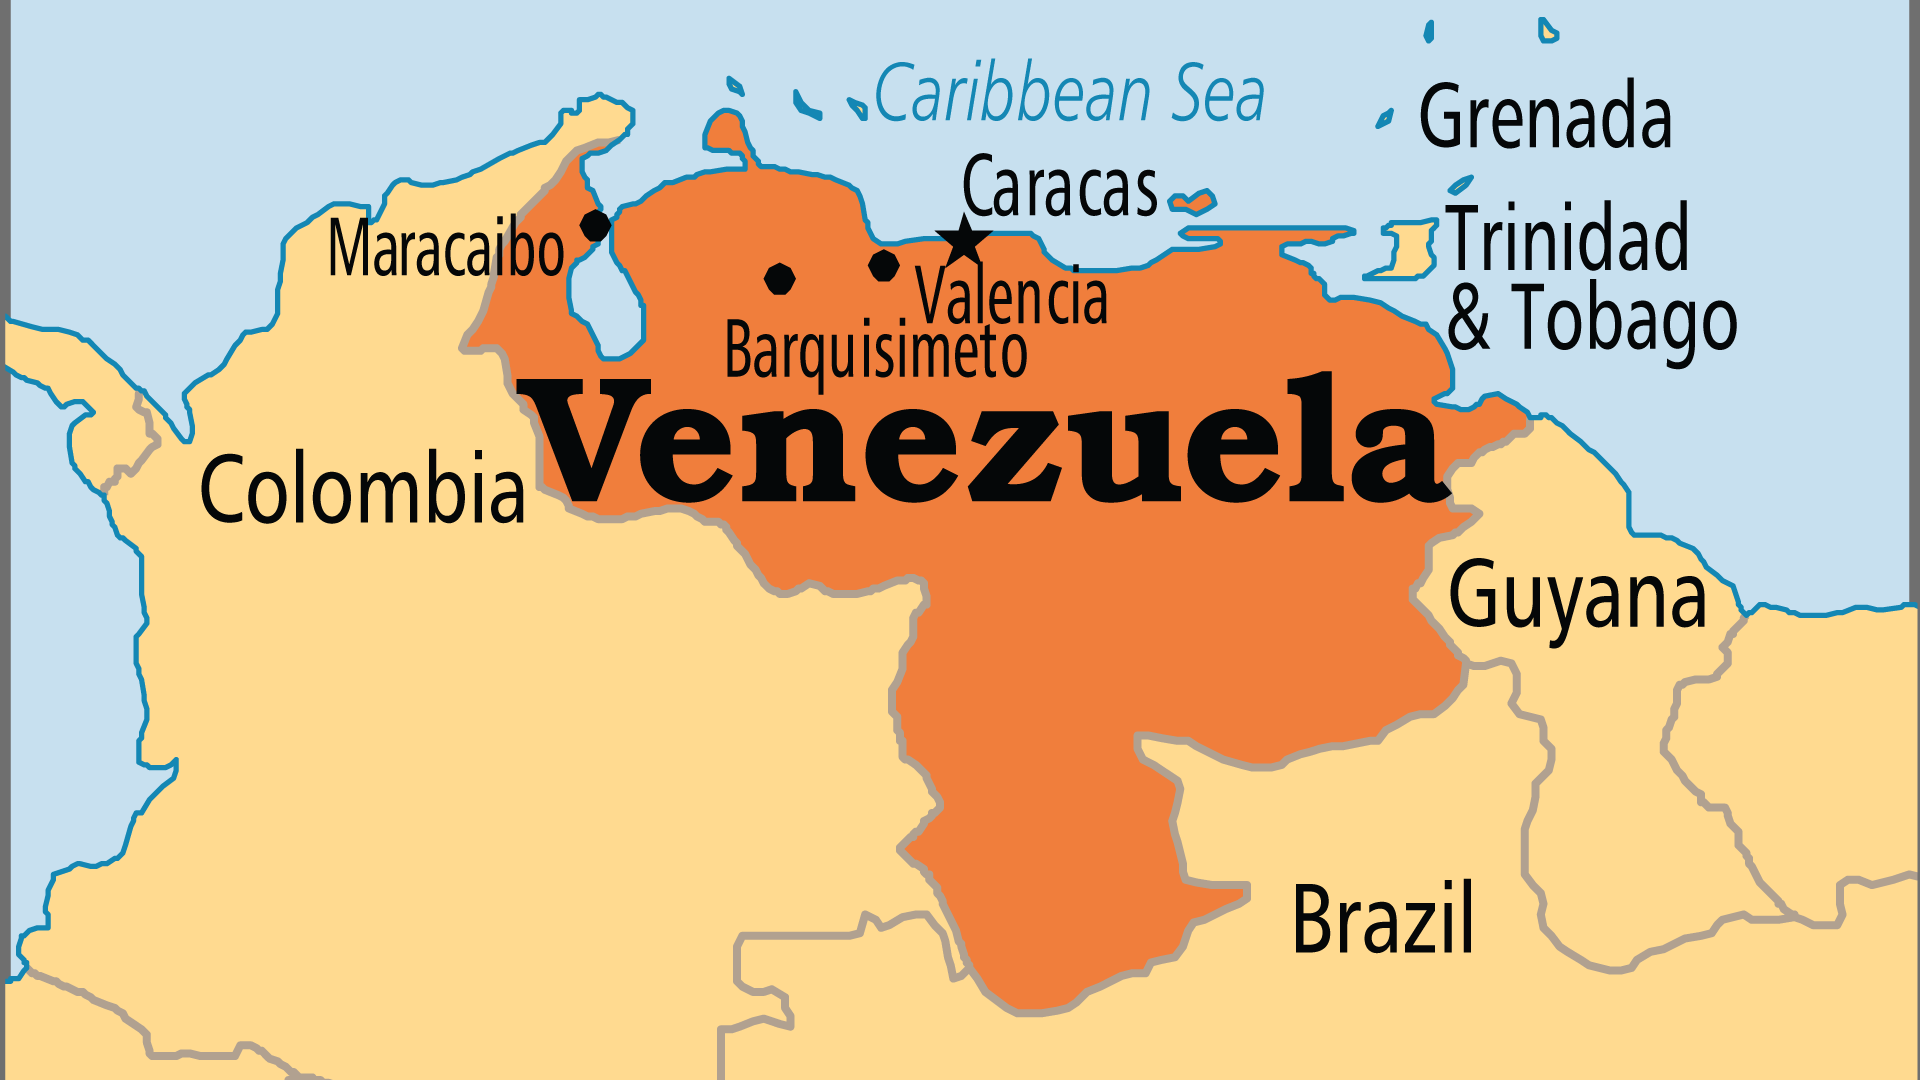 Caribbean Sea
Grenada
Caracas
Trinidad
& Tobago
Maracaibo
Valencia
Barquisimeto
Venezuela
Colombia
Guyana
Brazil